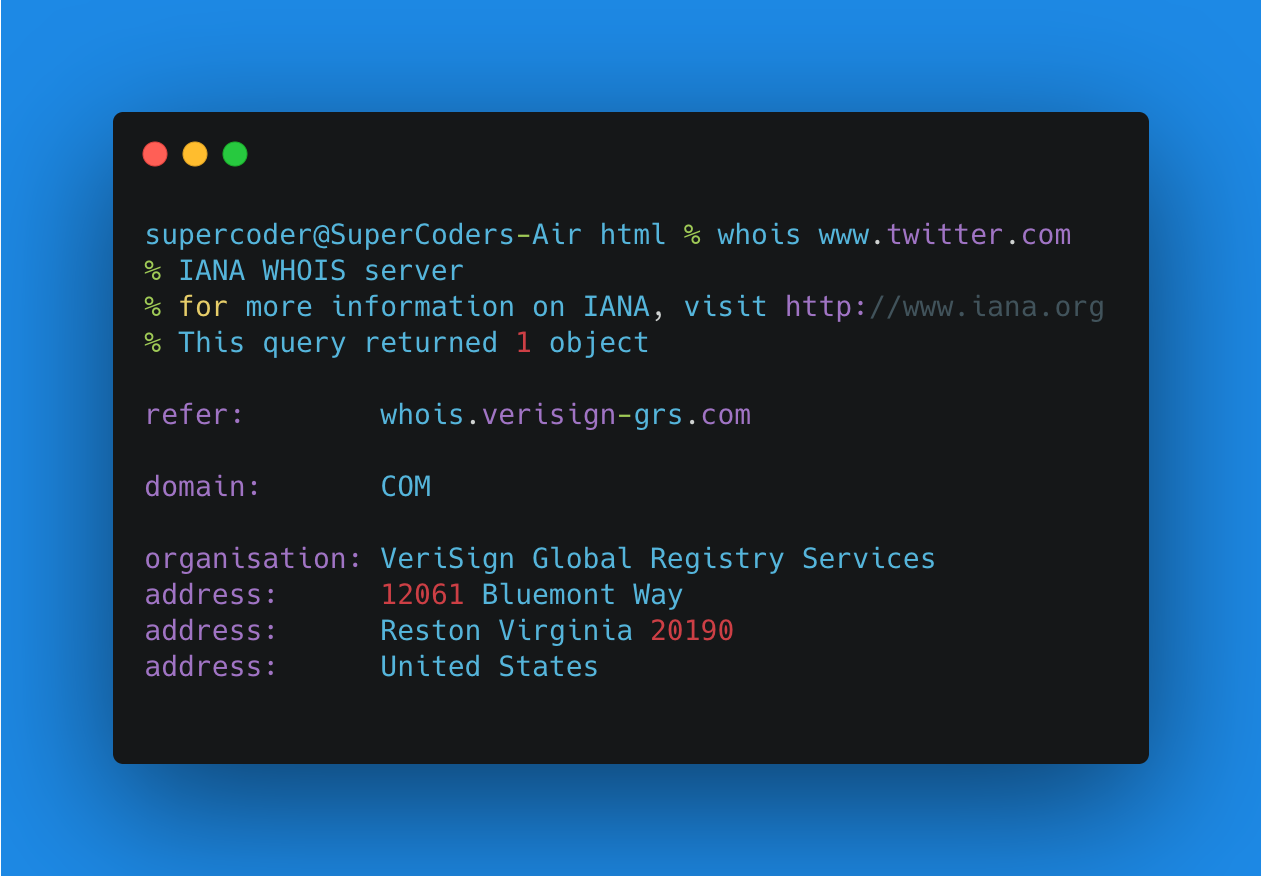 supercoder@SuperCoders-Air html % whois www.twitter.com
% IANA WHOIS server
% for more information on IANA, visit http://www.iana.org
% This query returned 1 object
refer:        whois.verisign-grs.com
domain:       COM
organisation: VeriSign Global Registry Services
address:      12061 Bluemont Way
address:      Reston Virginia 20190
address:      United States